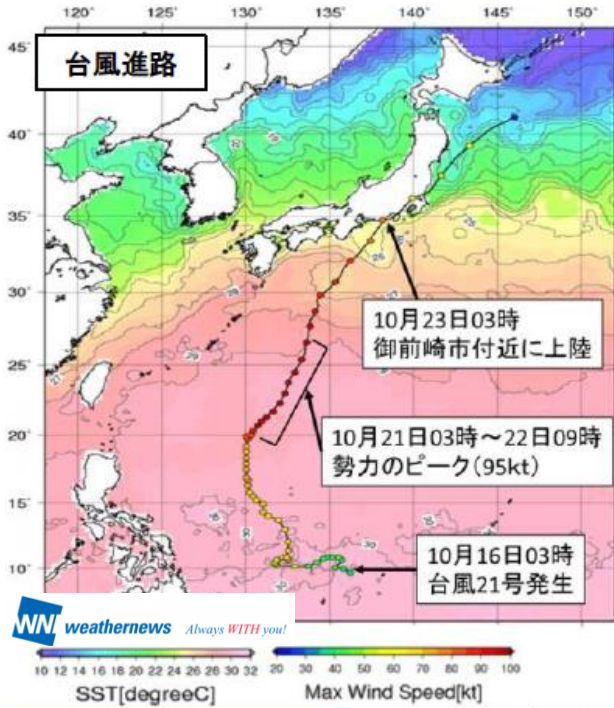 120° 125° 130° 135° 140° 145° 150°
台風進路
45°
40°
35°
30°
25°
20°
15°
10°
10月23日03時
御前崎市付近に上陸
10月21日03時～22日09時
勢力のピーク(95kt)
10月16日03時
台風21号発生
WN weathernews Always WITH you!
10 12 14 16 18 20 22 24 26 28 30 32
SST[degreeC]
20 30 40 50 60 70 80 90 100
Max Wind Speed[kt]